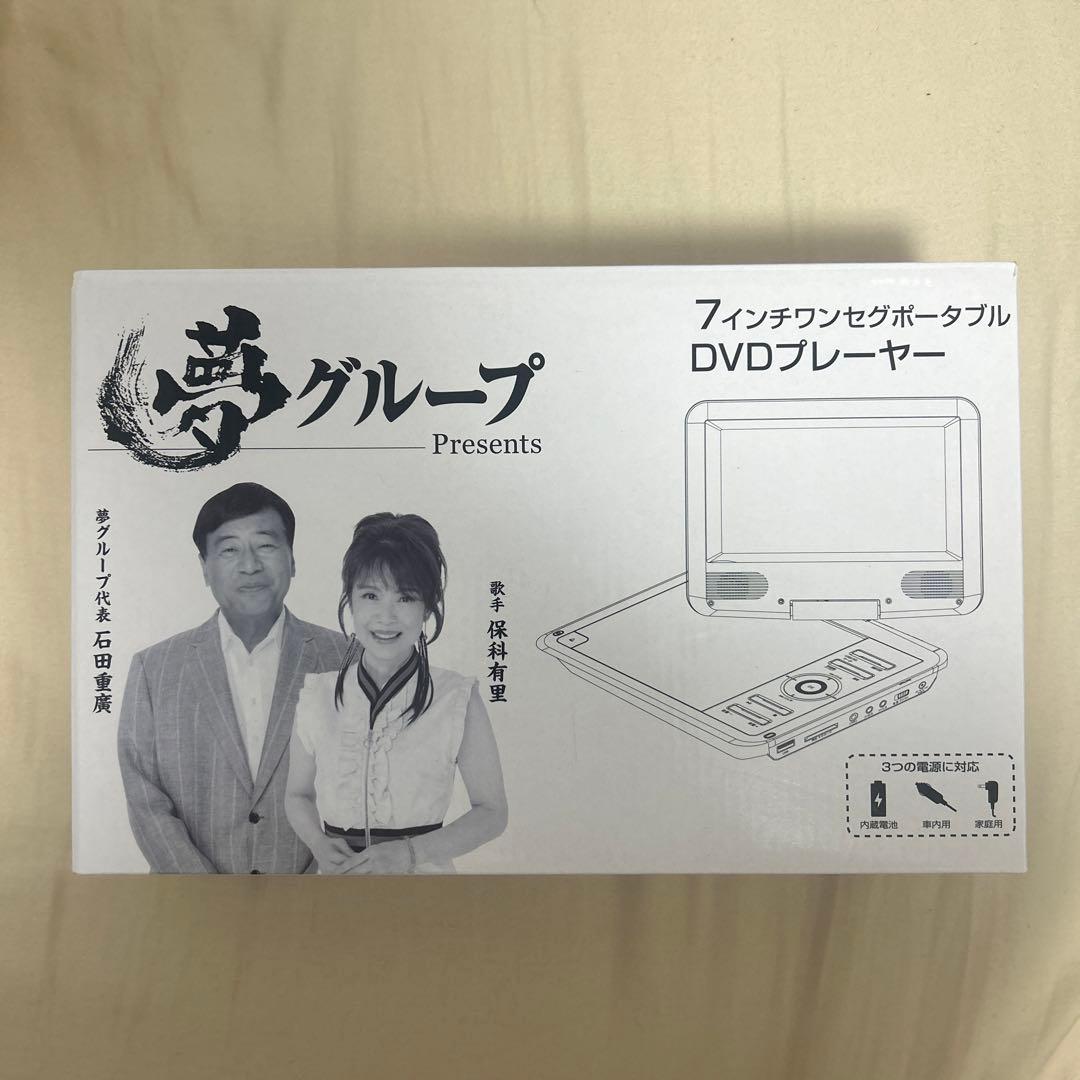 夢グループ
Presents
7インチワンセグポータブル
DVDプレーヤー
夢グループ代表 石田重廣
歌手 保科有里
3つの電源に対応
内蔵電池
車内用
家庭用